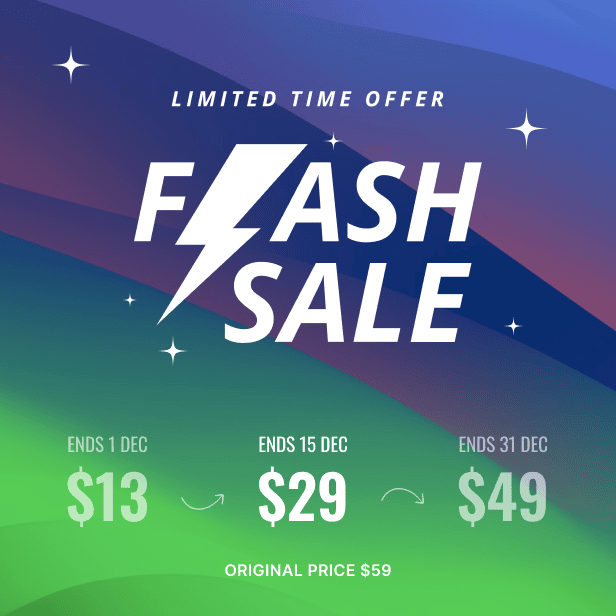 LIMITED TIME OFFER
FLASH
SALE
ENDS 1 DEC
ENDS 15 DEC
ENDS 31 DEC
$13
$29
$49
ORIGINAL PRICE $59